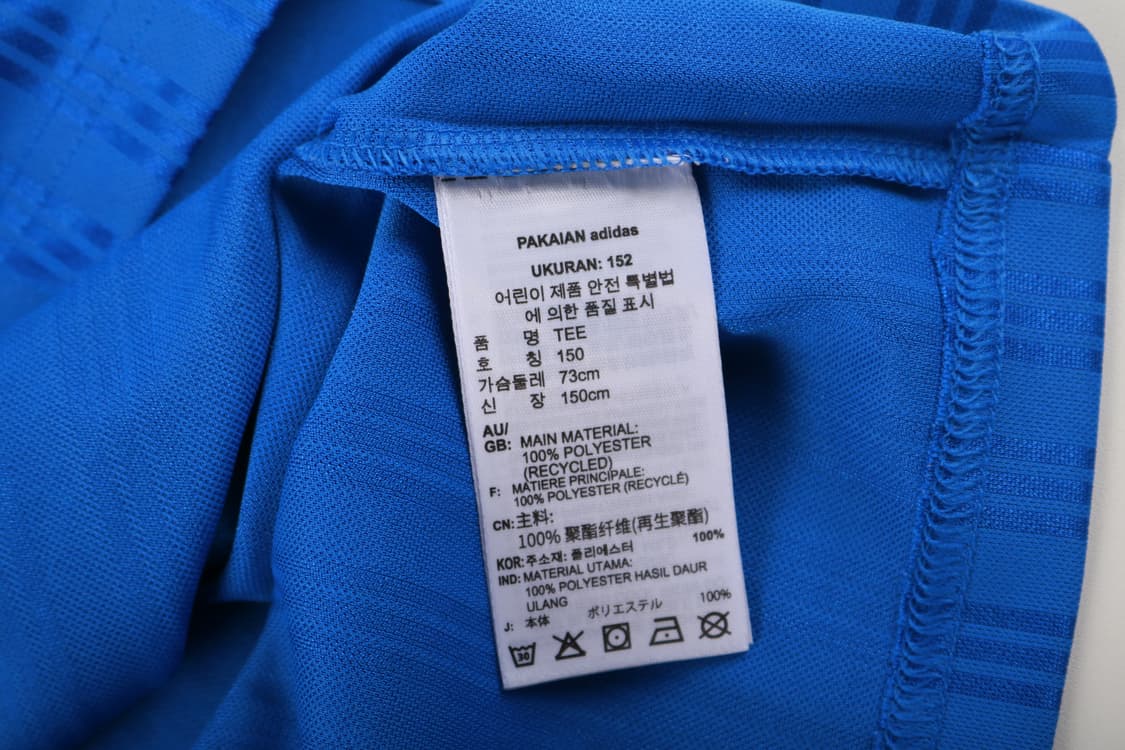 PAKAIAN adidas
UKURAN: 152
어린이 제품 안전 특별법
에 의한 품질 표시
품 명 TEE
호 칭 150
가슴둘레 73cm
신 장 150cm
AU/
GB: MAIN MATERIAL:
100% POLYESTER
(RECYCLED)
F: MATIERE PRINCIPALE:
100% POLYESTER (RECYCLÉ)
CN: 主料:
100% 聚酯纤维(再生聚酯)
KOR: 주소재: 폴리에스터 100%
IND: MATERIAL UTAMA:
100% POLYESTER HASIL DAUR
ULANG
J: 本体 ポリエステル 100%
30